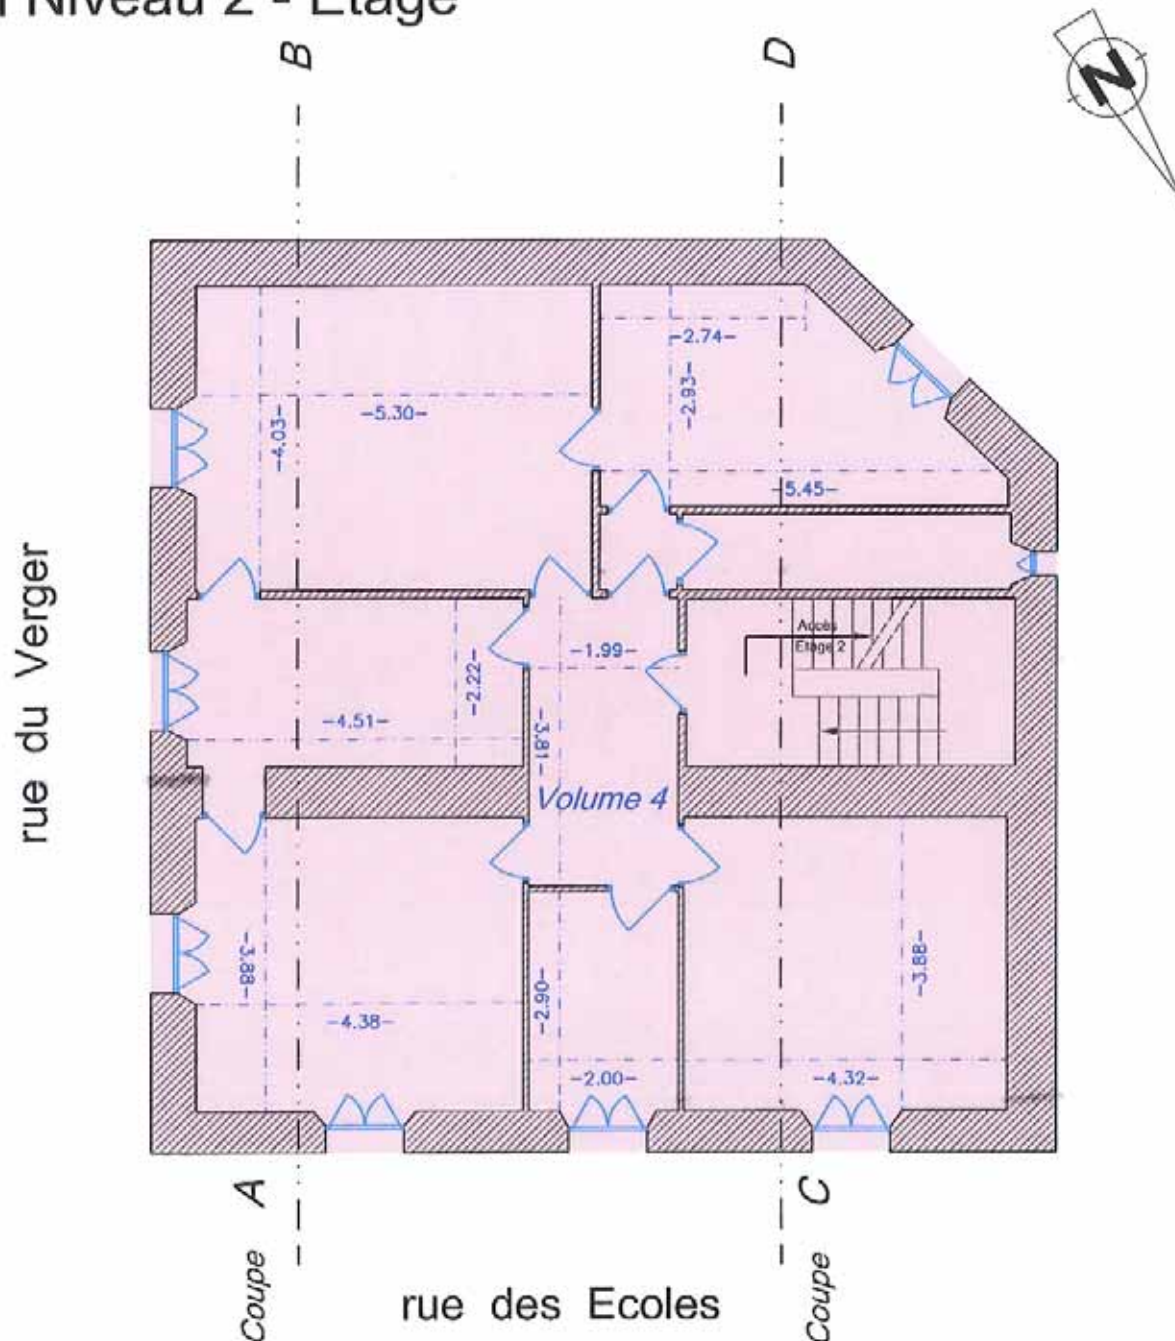 Niveau 2 - Etage
B
D
N
-2.74-
-2.93-
-4.03-
-5.30-
-5.45-
rue du Verger
Accès
Etage 2
-1.99-
-2.22-
-4.51-
-3.81-
Volume 4
-3.88-
-4.38-
-2.90-
-2.00-
-3.88-
-4.32-
Coupe A
Coupe C
rue des Ecoles